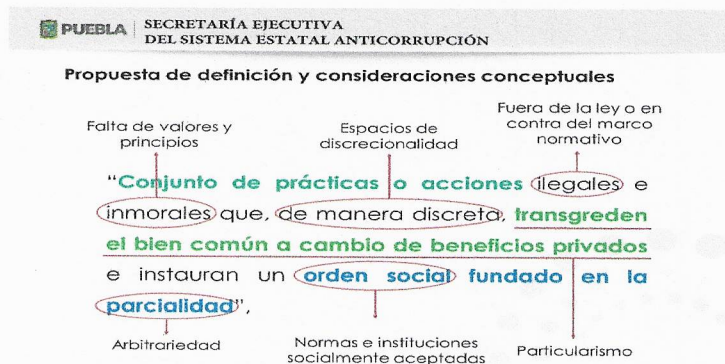 PUEBLA
SECRETARÍA EJECUTIVA
DEL SISTEMA ESTATAL ANTICORRUPCIÓN
Propuesta de definición y consideraciones conceptuales
Falta de valores y
principios
Espacios de
discrecionalidad
Fuera de la ley o en
contra del marco
normativo
“Conjunto de prácticas o acciones ilegales e
inmorales que, de manera discreta, transgreden
el bien común a cambio de beneficios privados
e instauran un orden social fundado en la
parcialidad”,
Arbitrariedad
Normas e instituciones
socialmente aceptadas
Particularismo